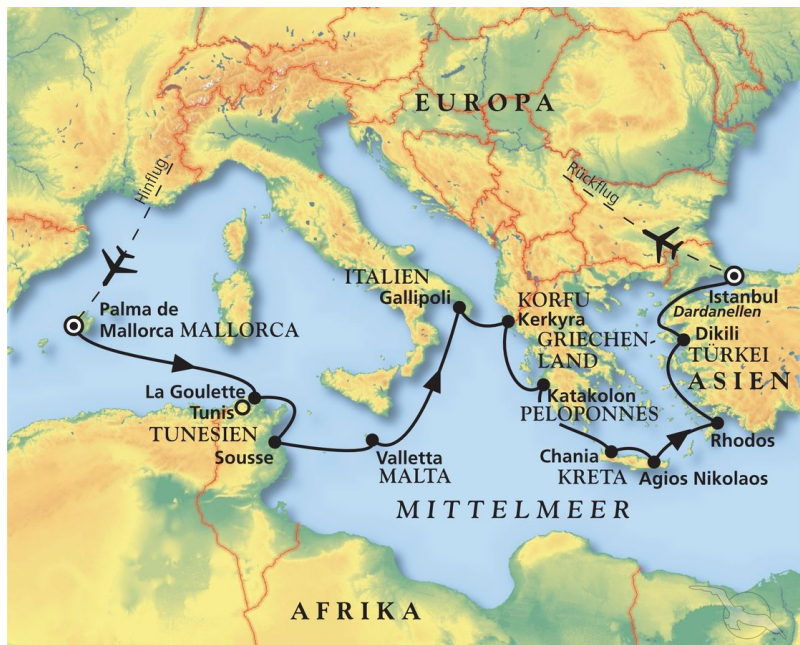 EUROPA
Hinflug
Rückflug
ITALIEN
Gallipoli
KORFU
Kerkyra
GRIECHEN-
LAND
Istanbul
Dardanellen
Palma de
Mallorca MALLORCA
Dikili
TÜRKEI
ASIEN
La Goulette
Tunis
TUNESIEN
Sousse
Katakolon
PELOPONNES
Valletta
MALTA
Chania
KRETA
Agios Nikolaos
Rhodos
MITTELMEER
AFRIKA